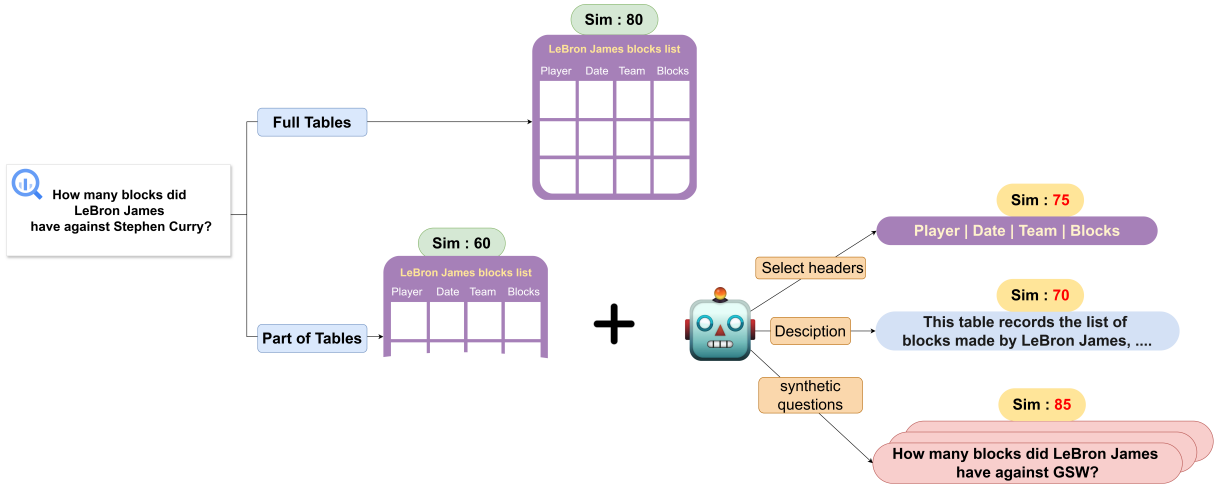 Sim : 80
LeBron James blocks list
Player Date Team Blocks
Full Tables
How many blocks did
LeBron James
have against Stephen Curry?
Sim : 60
LeBron James blocks list
Player Date Team Blocks
Part of Tables
Sim : 75
Player | Date | Team | Blocks
Select headers
Sim : 70
Desciption
This table records the list of
blocks made by LeBron James, ....
synthetic
questions
Sim : 85
How many blocks did LeBron James
have against GSW?